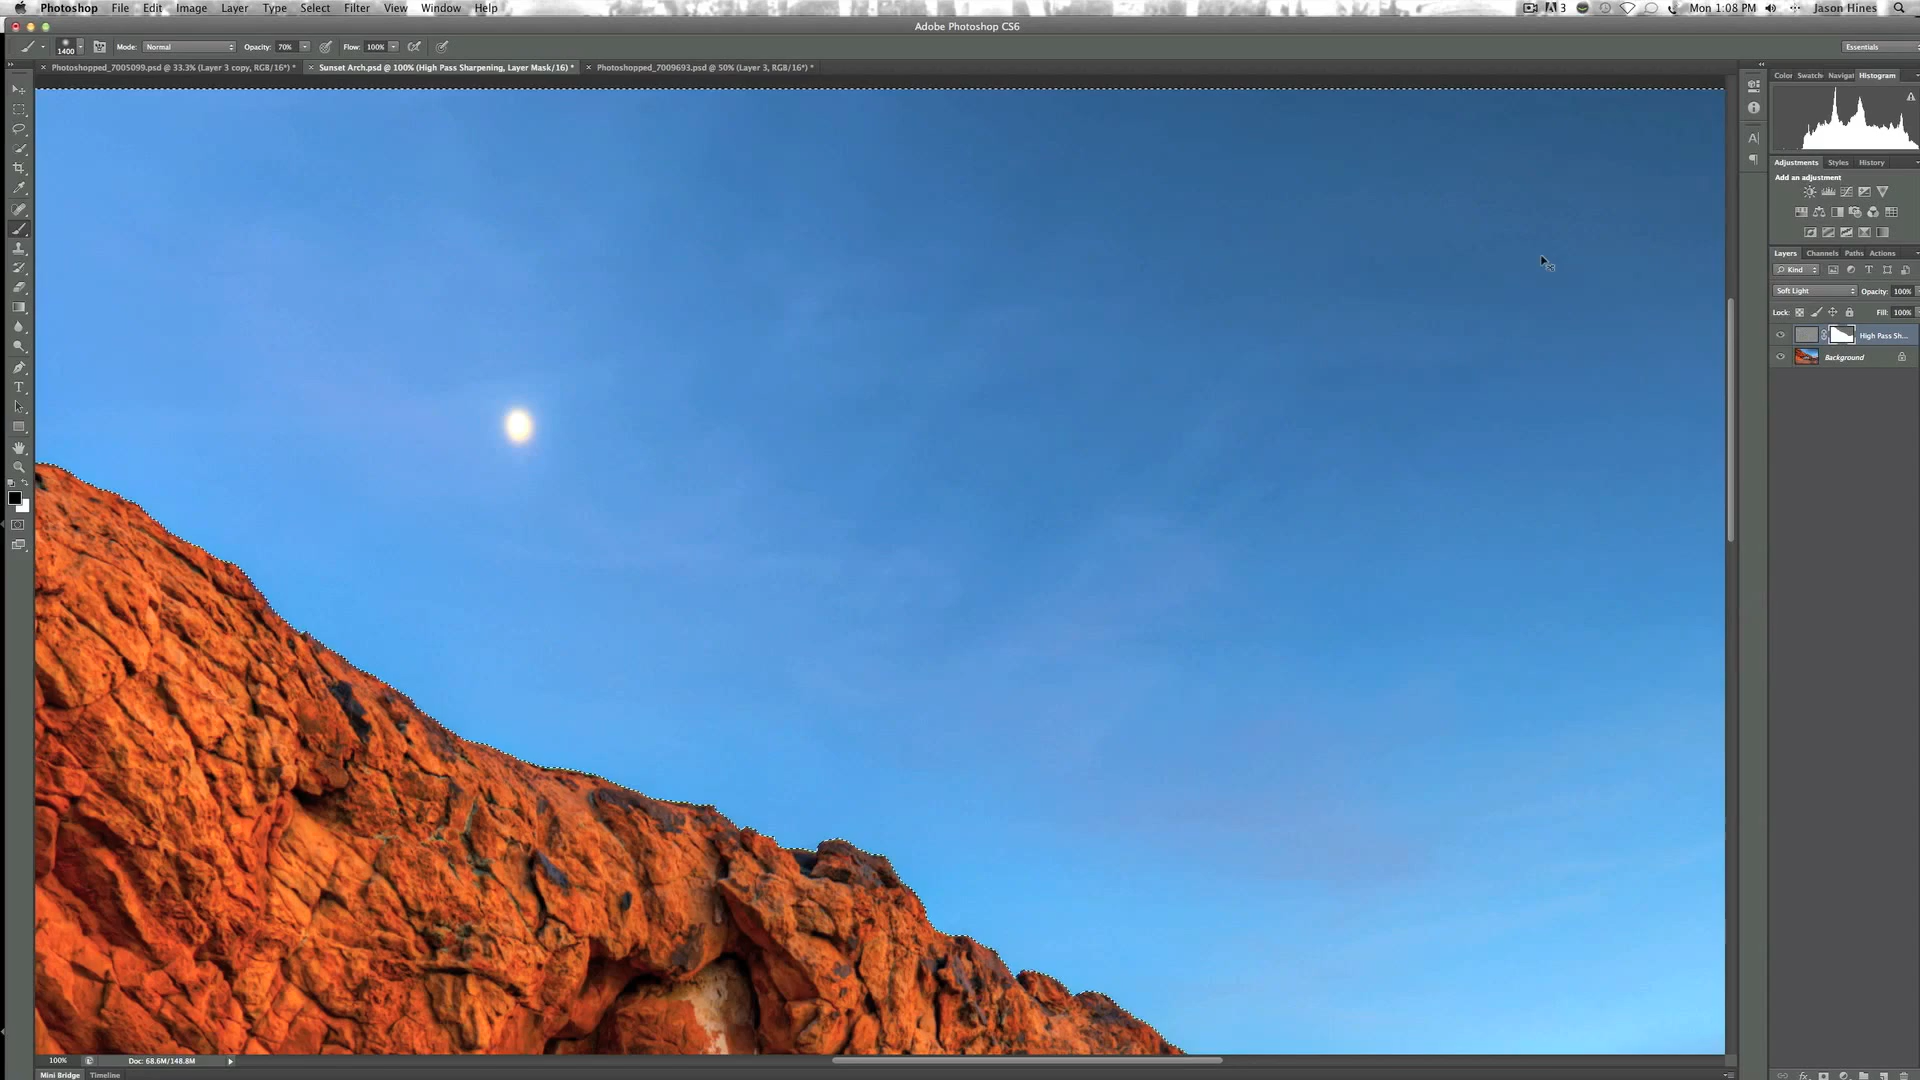 Photoshop File Edit Image Layer Type Select Filter View Window Help
3 Mon 1:08 PM Jason Hines
Adobe Photoshop CS6
1400 Mode: Normal Opacity: 70% Flow: 100% Essentials
Photoshopped_7005099.psd @ 33.3% (Layer 3 copy, RGB/16*) *
Sunset Arch.psd @ 100% (High Pass Sharpening, Layer Mask/16) *
Photoshopped_7009693.psd @ 50% (Layer 3, RGB/16*) *
Color Swatch Navigat Histogram
Adjustments Styles History
Add an adjustment
Layers Channels Paths Actions
Kind
Soft Light Opacity: 100%
Lock: Fill: 100%
High Pass Sh...
Background
100% Doc: 68.6M/148.8M
Mini Bridge Timeline